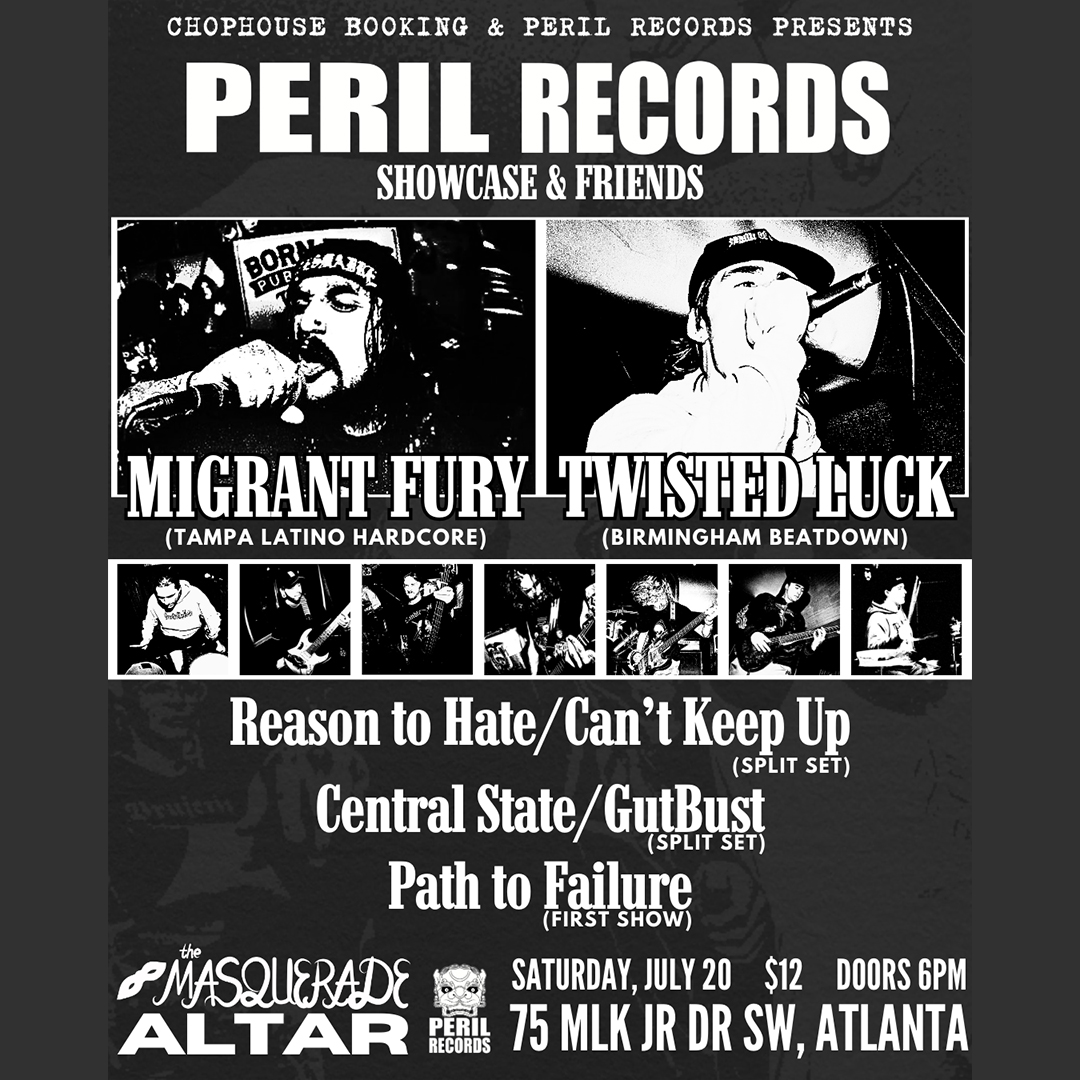 CHOPHOUSE BOOKING & PERIL RECORDS PRESENTS
PERIL RECORDS
SHOWCASE & FRIENDS
BORN
PUB
MIGRANT FURY
(TAMPA LATINO HARDCORE)
TWISTED LUCK
(BIRMINGHAM BEATDOWN)
Reason to Hate/Can't Keep Up
(SPLIT SET)
Central State/GutBust
(SPLIT SET)
Path to Failure
(FIRST SHOW)
the
MASQUERADE
ALTAR
PERIL
RECORDS
SATURDAY, JULY 20 $12 DOORS 6PM
75 MLK JR DR SW, ATLANTA